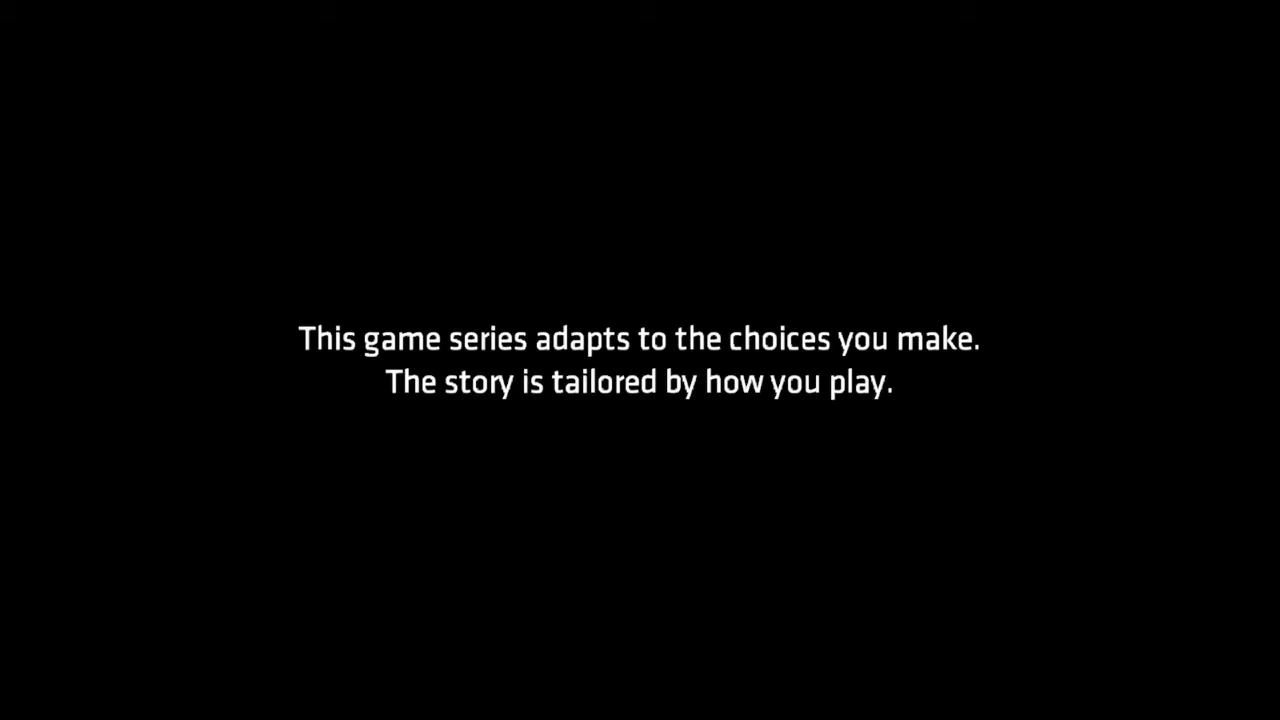 This game series adapts to the choices you make.
The story is tailored by how you play.